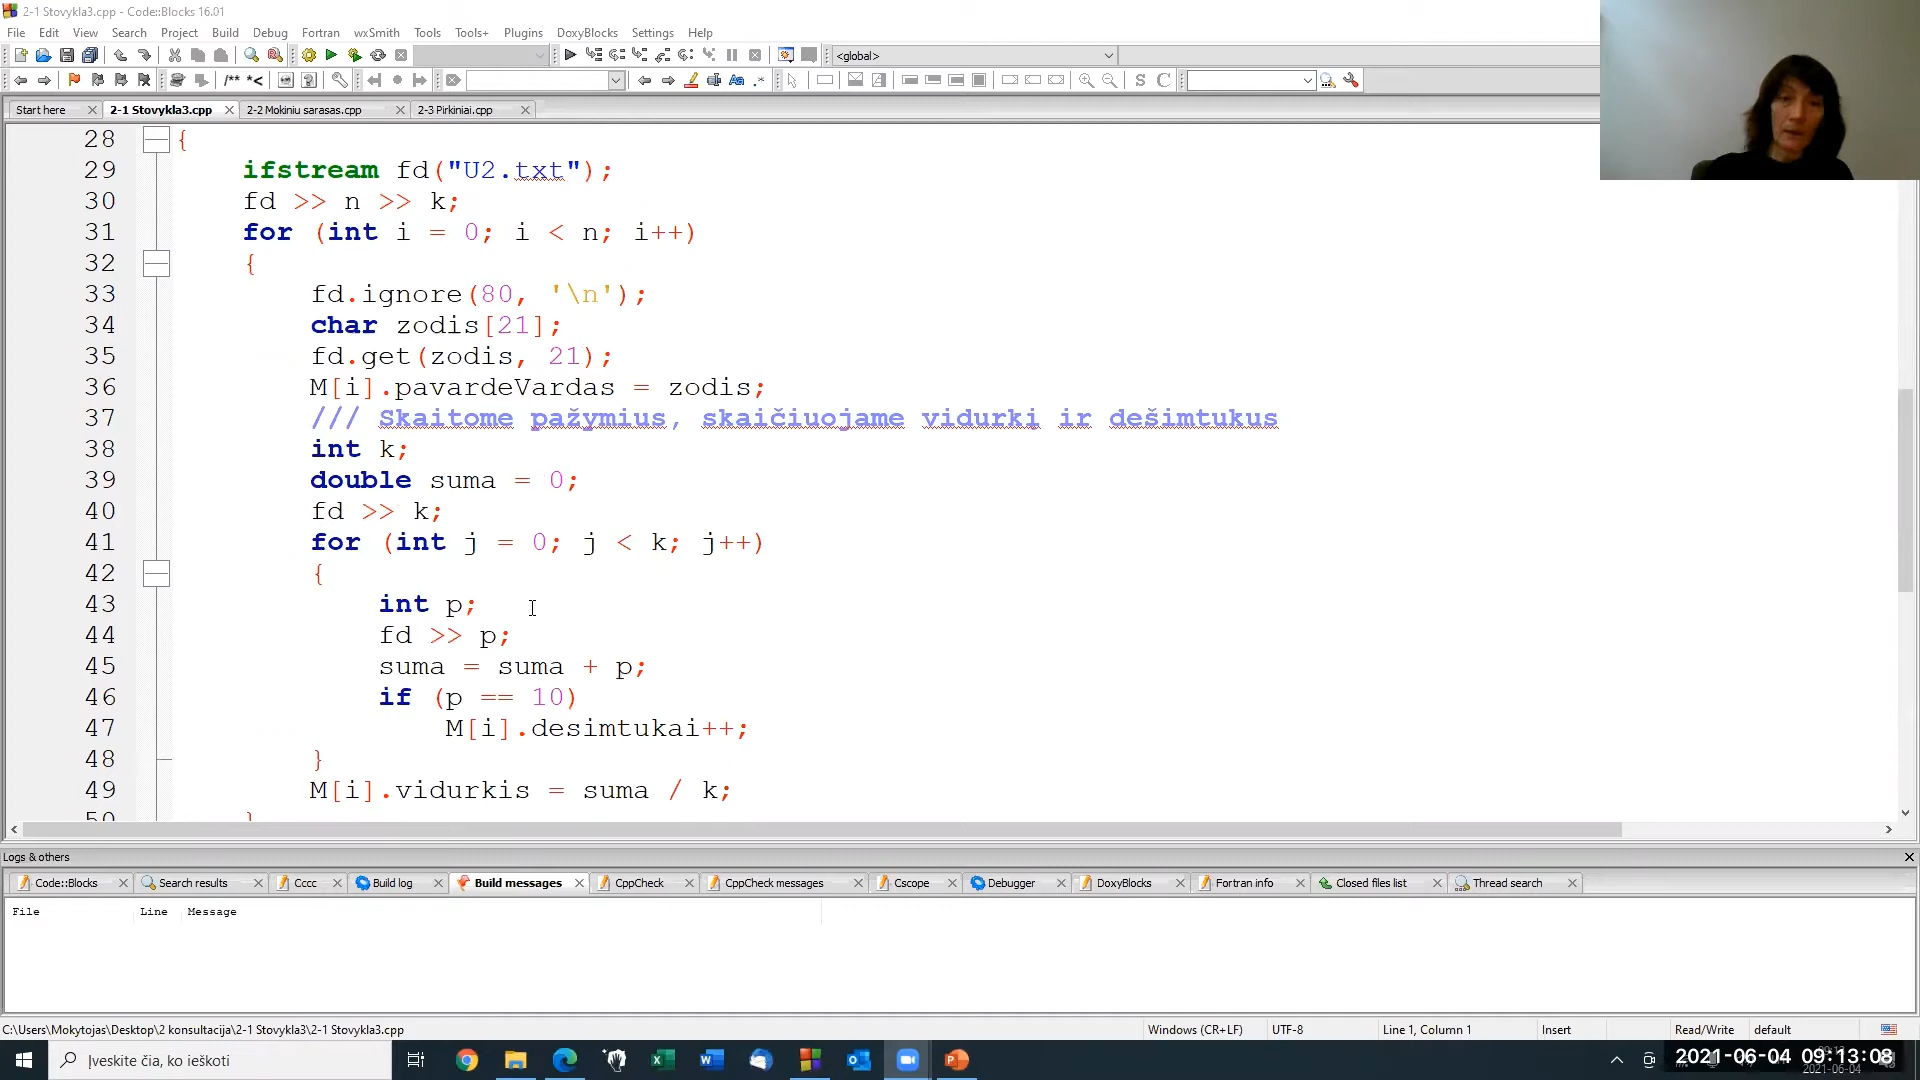 2-1 Stovykla3.cpp - Code::Blocks 16.01
File Edit View Search Project Build Debug Fortran wxSmith Tools Tools+ Plugins DoxyBlocks Settings Help
<global>
/** *<
Aa .* S C
Start here 2-1 Stovykla3.cpp 2-2 Mokiniu sarasas.cpp 2-3 Pirkiniai.cpp
28 {
29 ifstream fd("U2.txt");
30 fd >> n >> k;
31 for (int i = 0; i < n; i++)
32 {
33 fd.ignore(80, '\n');
34 char zodis[21];
35 fd.get(zodis, 21);
36 M[i].pavardeVardas = zodis;
37 /// Skaitome pažymius, skaičiuojame vidurkį ir dešimtukus
38 int k;
39 double suma = 0;
40 fd >> k;
41 for (int j = 0; j < k; j++)
42 {
43 int p;
44 fd >> p;
45 suma = suma + p;
46 if (p == 10)
47 M[i].desimtukai++;
48 }
49 M[i].vidurkis = suma / k;
50 }
Logs & others
Code::Blocks Search results Cccc Build log Build messages CppCheck CppCheck messages Cscope Debugger DoxyBlocks Fortran info Closed files list Thread search
File Line Message
C:\Users\Mokytojas\Desktop\2 konsultacija\2-1 Stovykla3\2-1 Stovykla3.cpp Windows (CR+LF) UTF-8 Line 1, Column 1 Insert Read/Write default
Įveskite čia, ko ieškoti
2021-06-04 09:13:08
2021-06-04